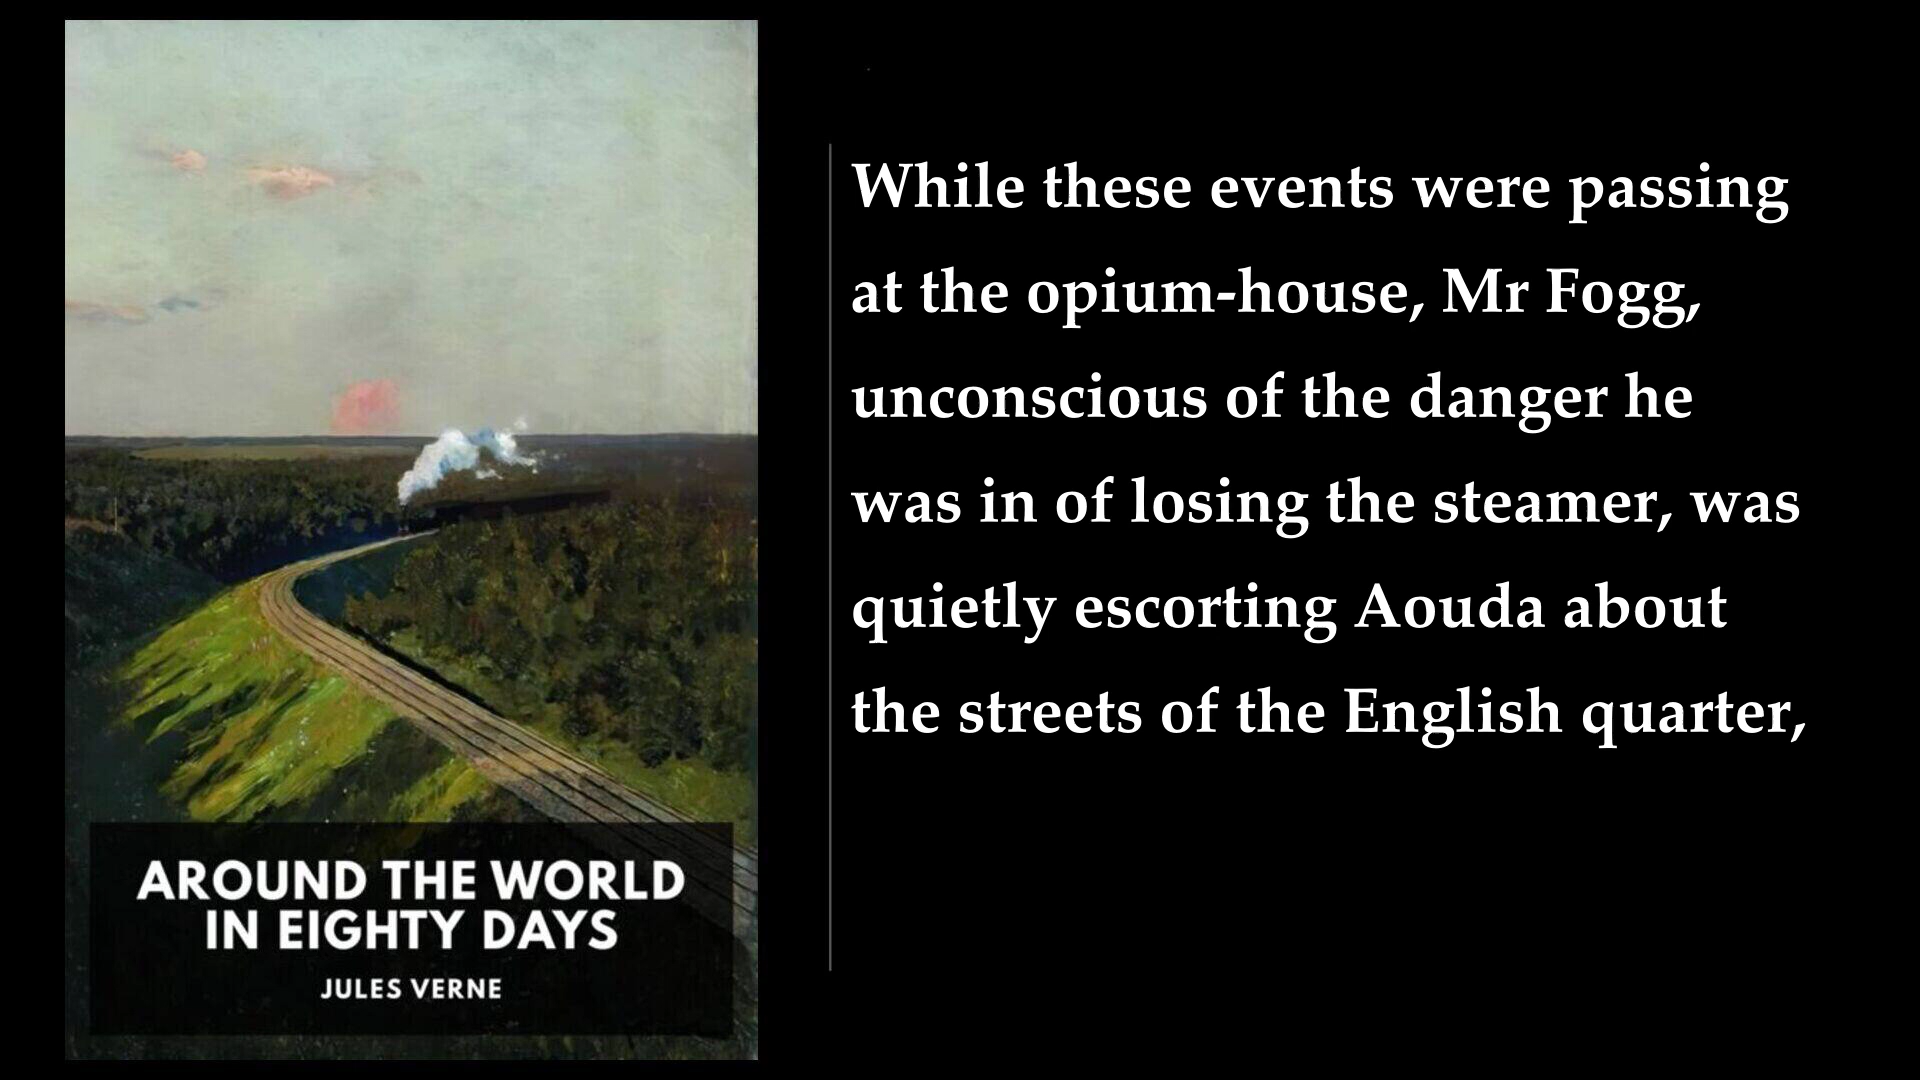 AROUND THE WORLD
IN EIGHTY DAYS
JULES VERNE
While these events were passing
at the opium-house, Mr Fogg,
unconscious of the danger he
was in of losing the steamer, was
quietly escorting Aouda about
the streets of the English quarter,